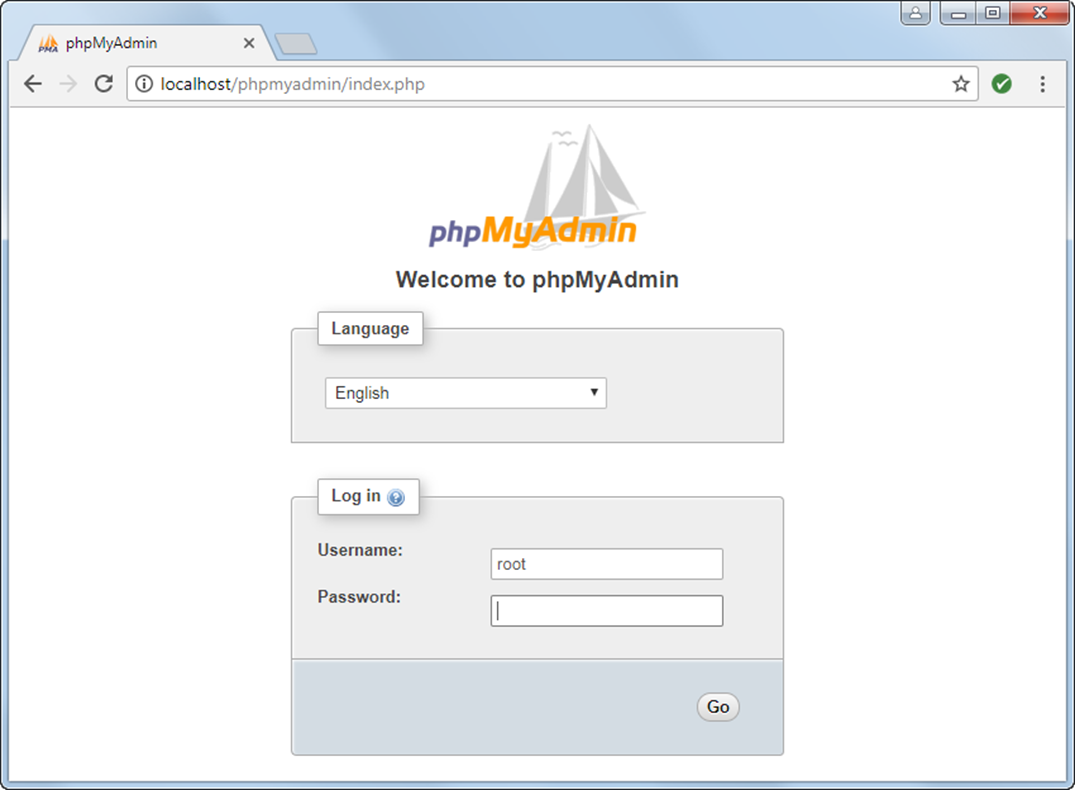 phpMyAdmin
localhost/phpmyadmin/index.php
phpMyAdmin
Welcome to phpMyAdmin
Language
English
Log in
Username:
root
Password:
Go